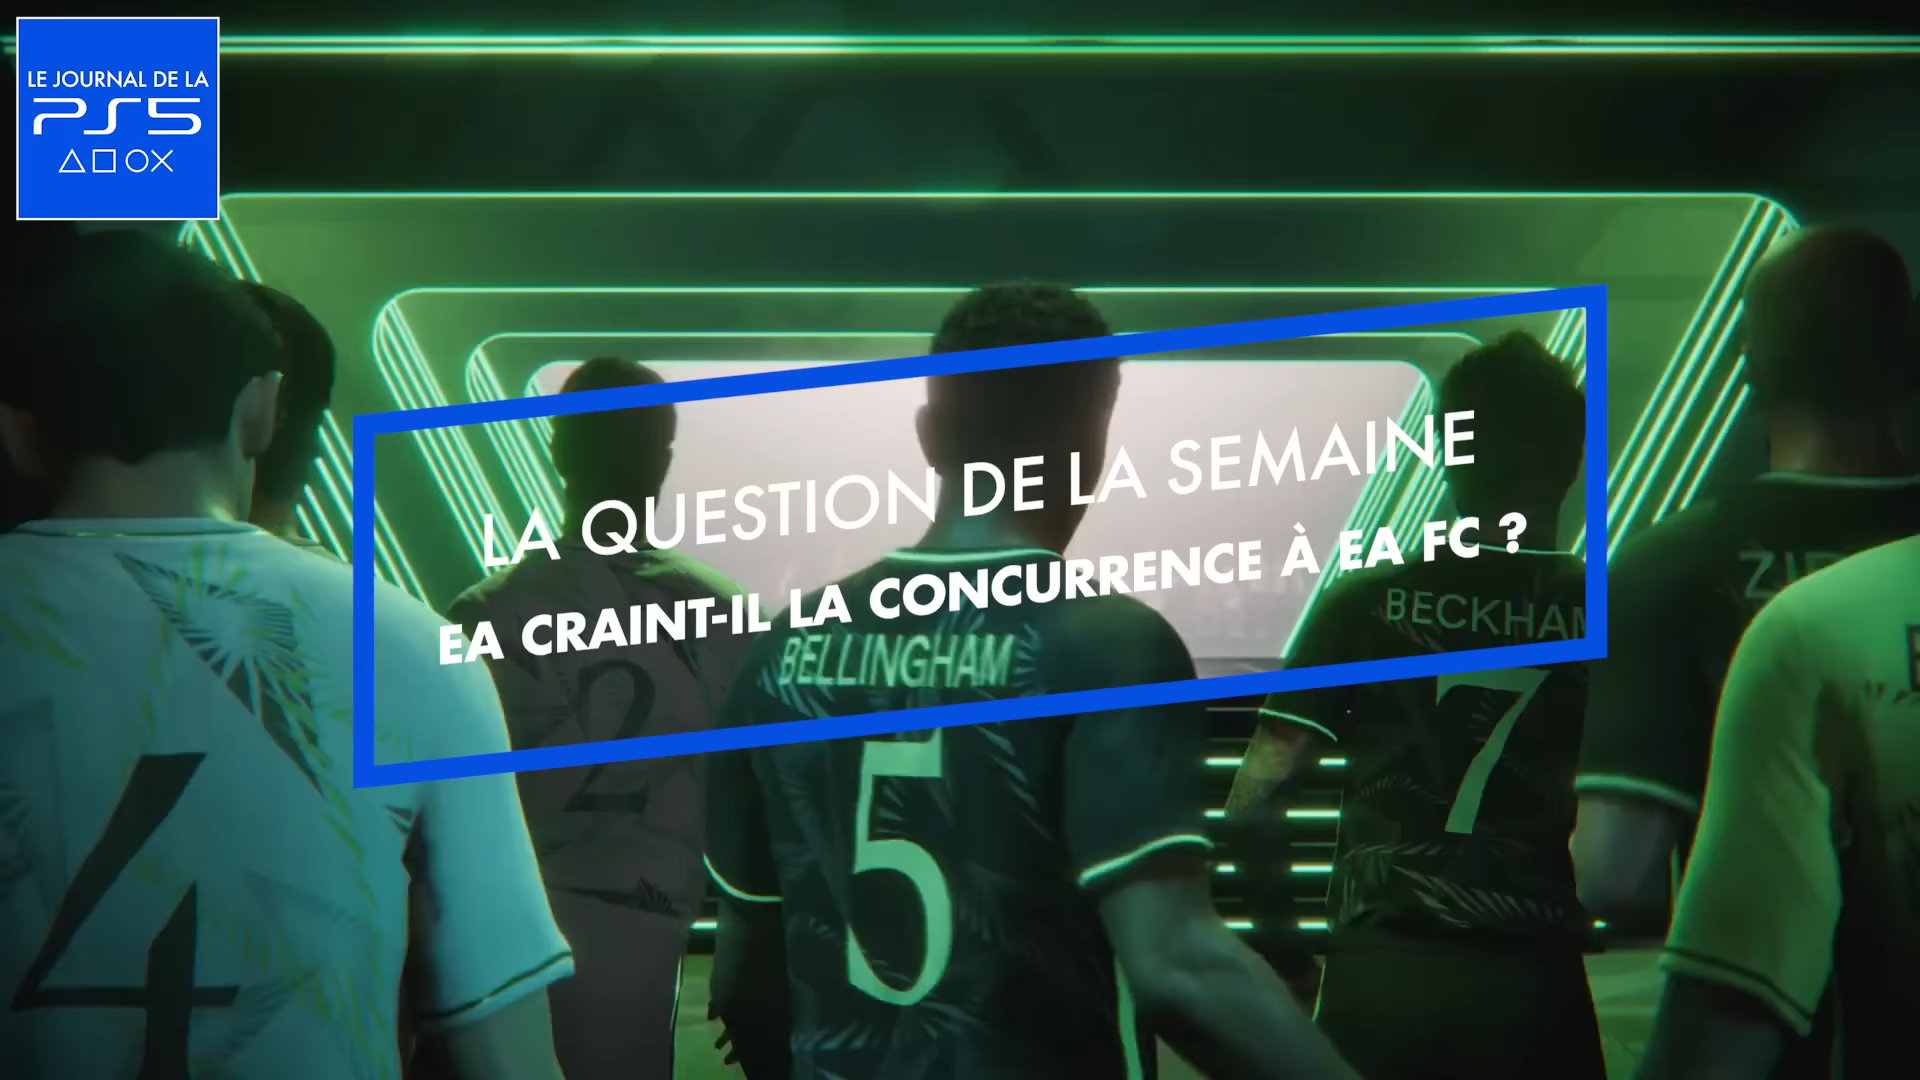 LE JOURNAL DE LA
PS5
LA QUESTION DE LA SEMAINE
EA CRAINT-IL LA CONCURRENCE À EA FC ?
BELLINGHAM
5
BECKHAM
7
4
2